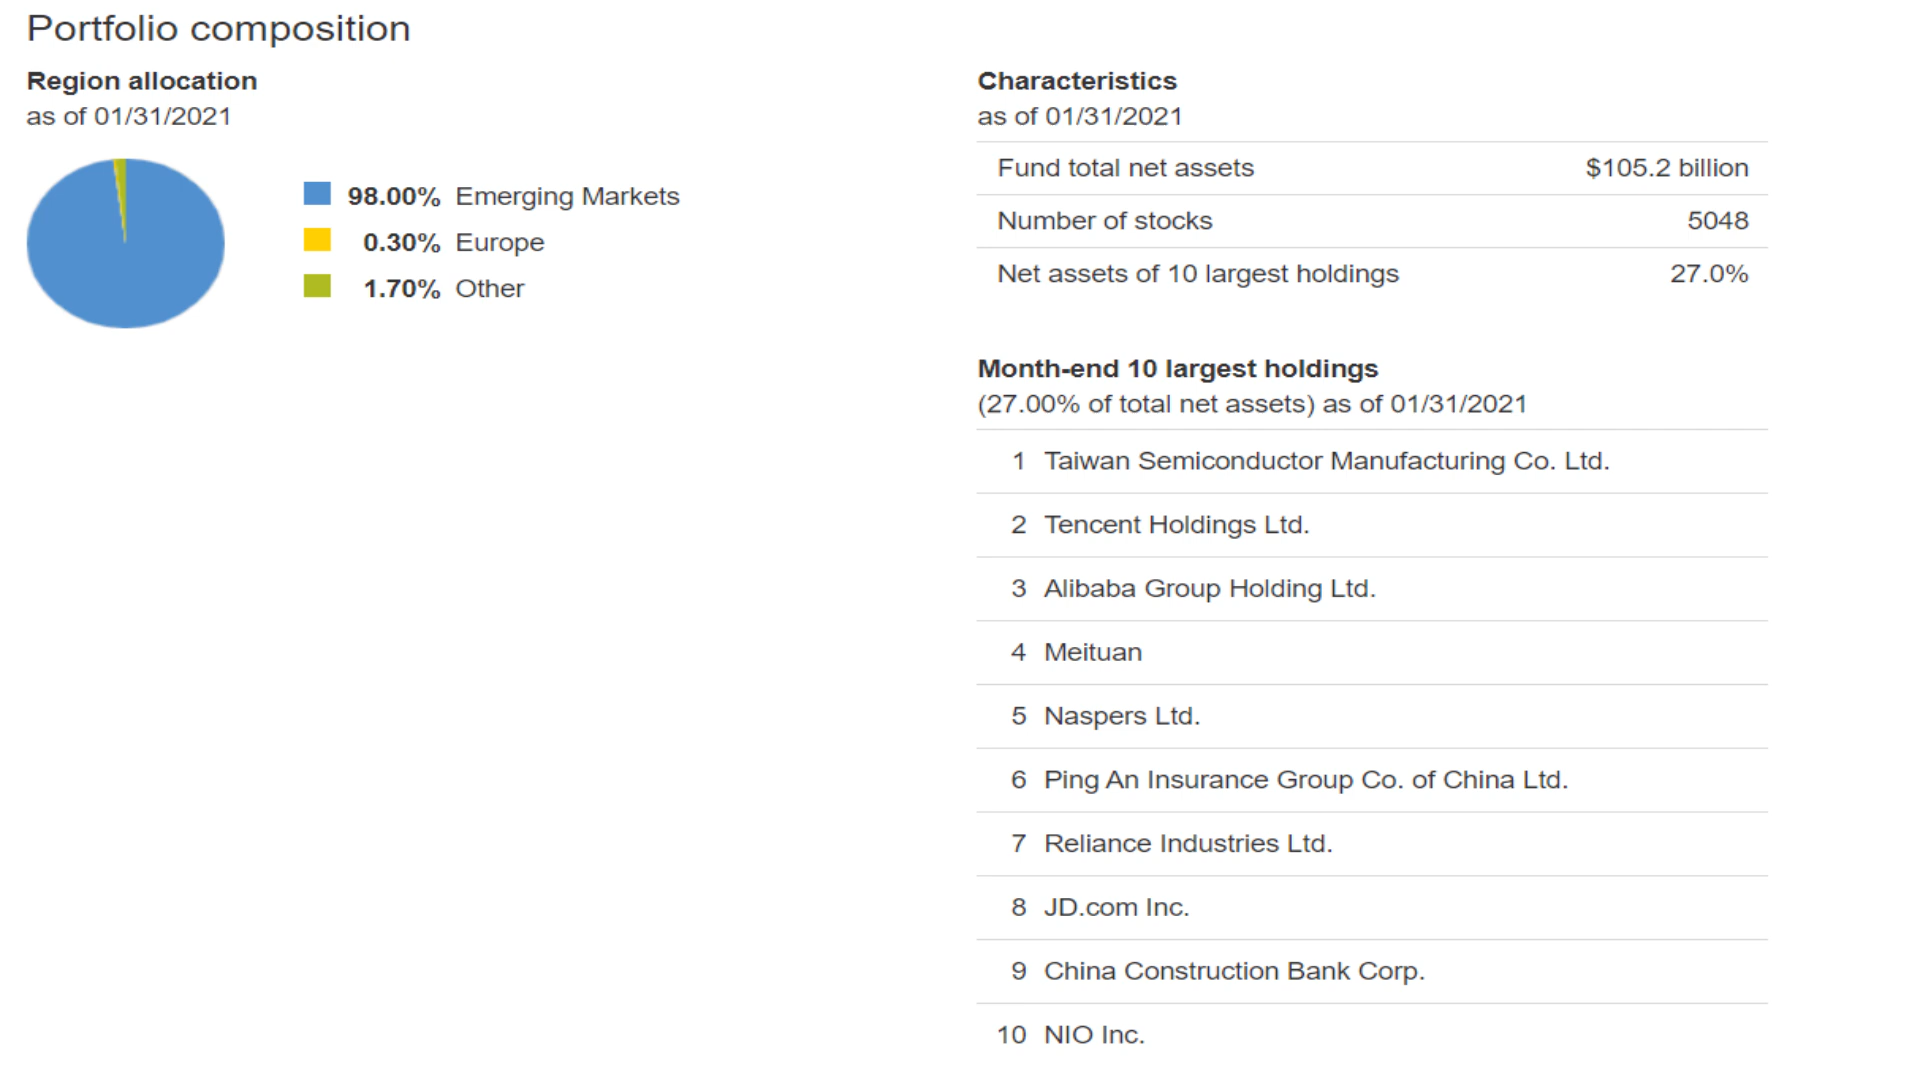 Portfolio composition
Region allocation
as of 01/31/2021
98.00% Emerging Markets
0.30% Europe
1.70% Other
Characteristics
as of 01/31/2021
Fund total net assets $105.2 billion
Number of stocks 5048
Net assets of 10 largest holdings 27.0%
Month-end 10 largest holdings
(27.00% of total net assets) as of 01/31/2021
1 Taiwan Semiconductor Manufacturing Co. Ltd.
2 Tencent Holdings Ltd.
3 Alibaba Group Holding Ltd.
4 Meituan
5 Naspers Ltd.
6 Ping An Insurance Group Co. of China Ltd.
7 Reliance Industries Ltd.
8 JD.com Inc.
9 China Construction Bank Corp.
10 NIO Inc.